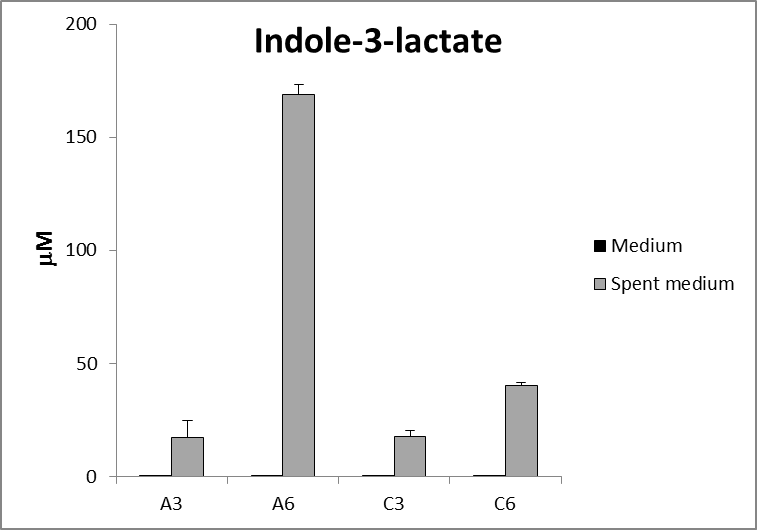 Indole-3-lactate
200
150
100
50
0
µM
A3 A6 C3 C6
Medium
Spent medium